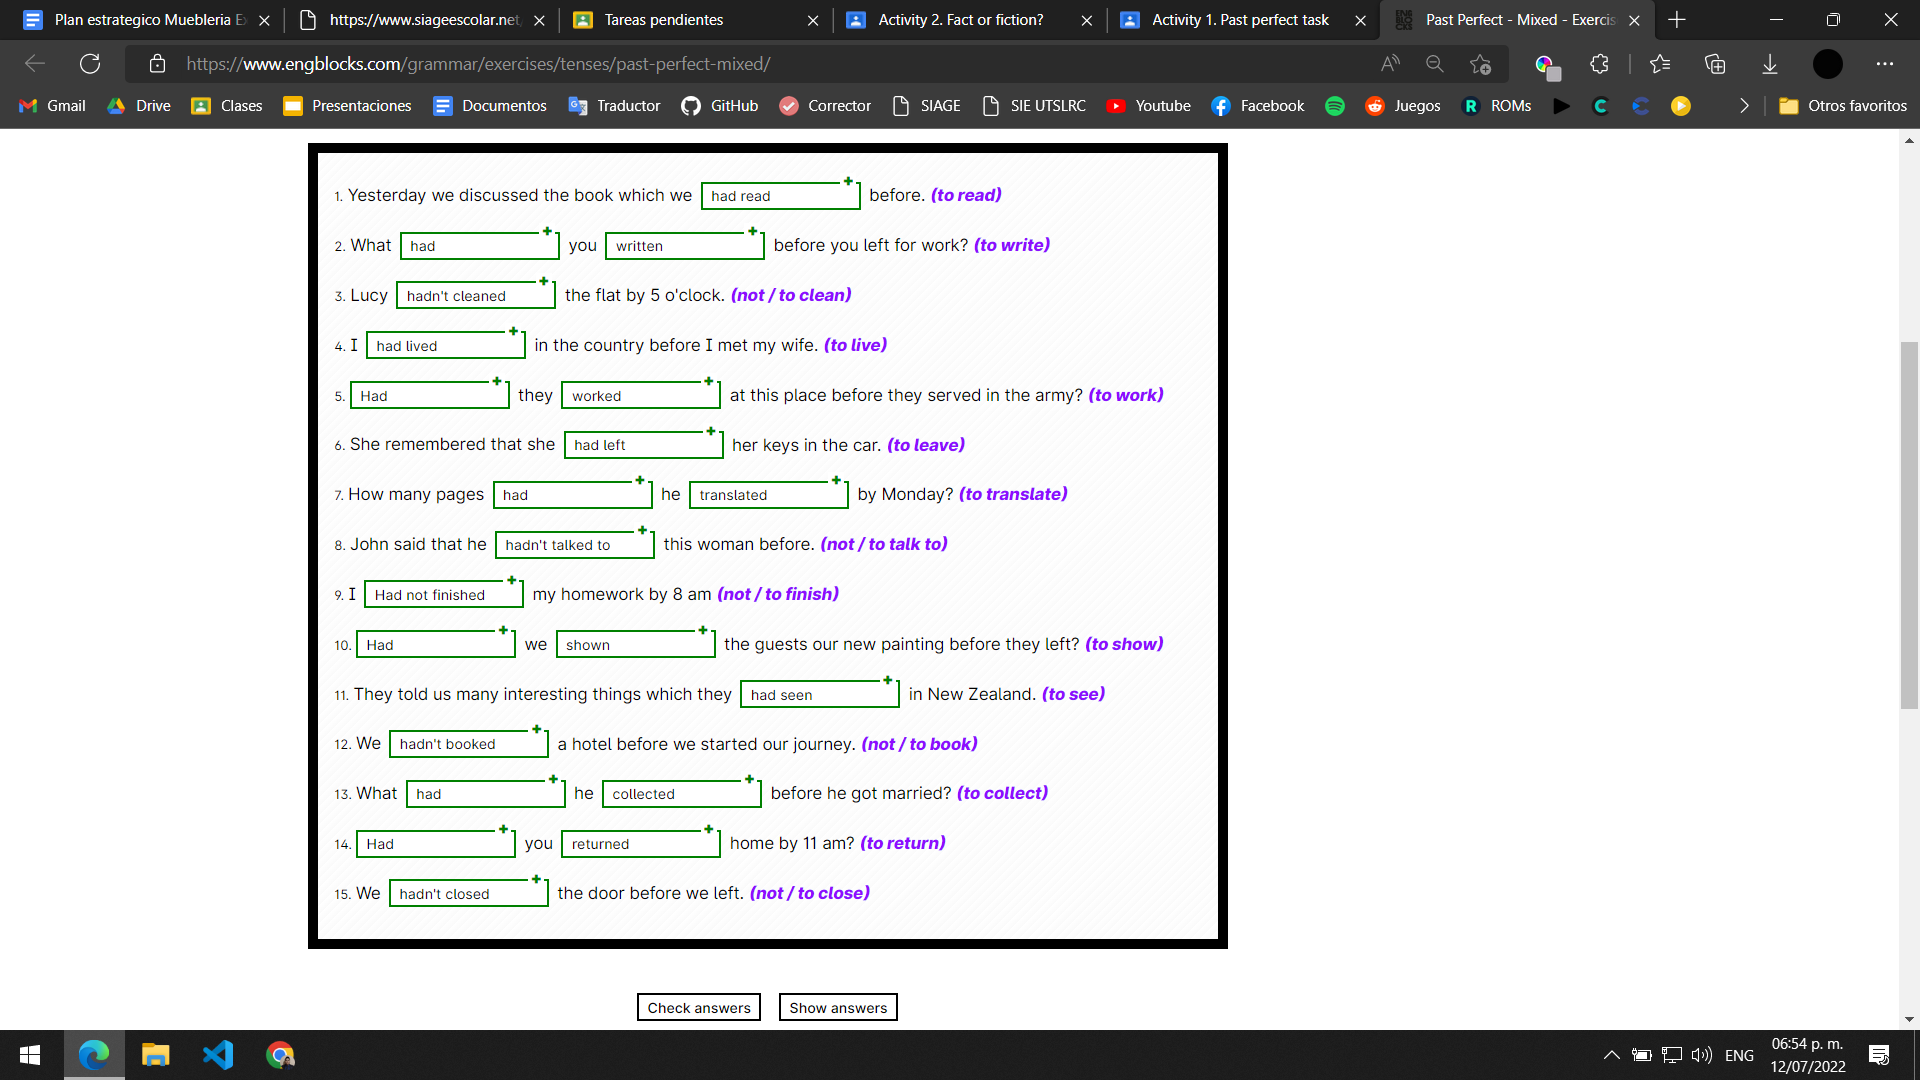 Plan estrategico Muebleria E
https://www.siageescolar.net
Tareas pendientes
Activity 2. Fact or fiction?
Activity 1. Past perfect task
Past Perfect - Mixed - Exercis
https://www.engblocks.com/grammar/exercises/tenses/past-perfect-mixed/
Gmail Drive Clases Presentaciones Documentos Traductor GitHub Corrector SIAGE SIE UTSLRC Youtube Facebook Juegos ROMs Otros favoritos
1. Yesterday we discussed the book which we had read before. (to read)
2. What had you written before you left for work? (to write)
3. Lucy hadn't cleaned the flat by 5 o'clock. (not / to clean)
4. I had lived in the country before I met my wife. (to live)
5. Had they worked at this place before they served in the army? (to work)
6. She remembered that she had left her keys in the car. (to leave)
7. How many pages had he translated by Monday? (to translate)
8. John said that he hadn't talked to this woman before. (not / to talk to)
9. I Had not finished my homework by 8 am (not / to finish)
10. Had we shown the guests our new painting before they left? (to show)
11. They told us many interesting things which they had seen in New Zealand. (to see)
12. We hadn't booked a hotel before we started our journey. (not / to book)
13. What had he collected before he got married? (to collect)
14. Had you returned home by 11 am? (to return)
15. We hadn't closed the door before we left. (not / to close)
Check answers Show answers
ENG
06:54 p. m.
12/07/2022